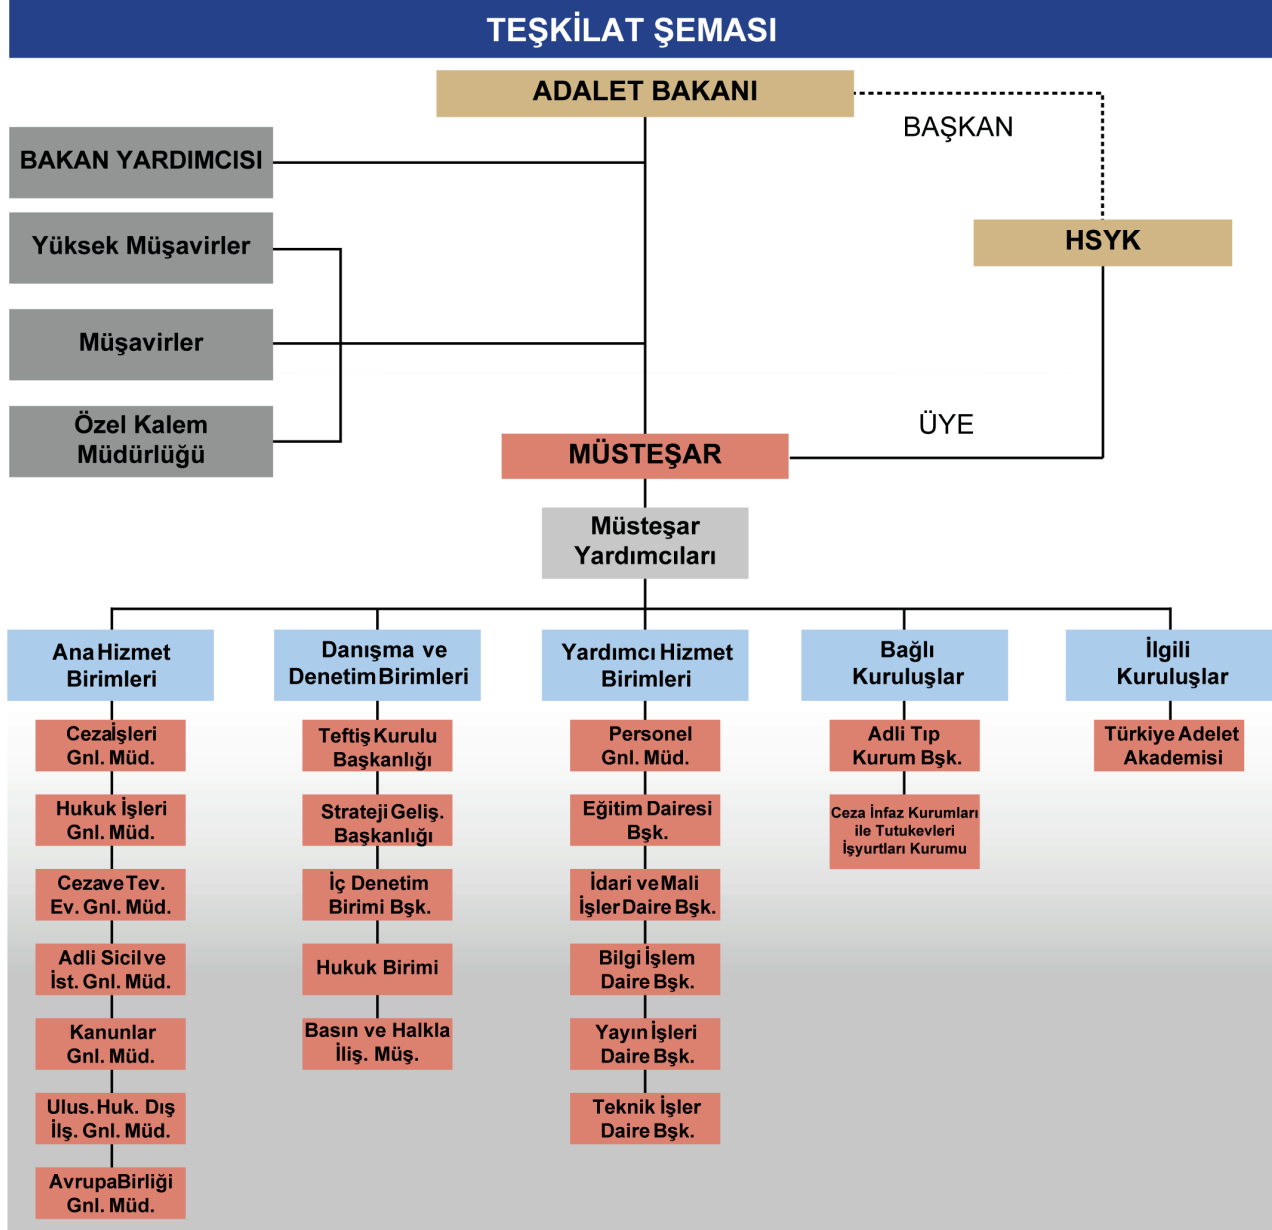 TEŞKİLAT ŞEMASI
ADALET BAKANI
BAŞKAN
BAKAN YARDIMCISI
Yüksek Müşavirler
HSYK
Müşavirler
Özel Kalem
Müdürlüğü
ÜYE
MÜSTEŞAR
Müsteşar
Yardımcıları
Ana Hizmet
Birimleri
Cezaİşleri
Gnl. Müd.
Hukuk İşleri
Gnl. Müd.
Cezave Tev.
Ev. Gnl. Müd.
Adli Sicil ve
İst. Gnl. Müd.
Kanunlar
Gnl. Müd.
Ulus. Huk. Dış
İlş. Gnl. Müd.
AvrupaBirliği
Gnl. Müd.
Danışma ve
Denetim Birimleri
Teftiş Kurulu
Başkanlığı
Strateji Geliş.
Başkanlığı
İç Denetim
Birimi Bşk.
Hukuk Birimi
Basın ve Halkla
İliş. Müş.
Yardımcı Hizmet
Birimleri
Personel
Gnl. Müd.
Eğitim Dairesi
Bşk.
İdari ve Mali
İşler Daire Bşk.
Bilgi İşlem
Daire Bşk.
Yayın İşleri
Daire Bşk.
Teknik İşler
Daire Bşk.
Bağlı
Kuruluşlar
Adli Tıp
Kurum Bşk.
Ceza İnfaz Kurumları
ile Tutukevleri
İşyurtları Kurumu
İlgili
Kuruluşlar
Türkiye Adelet
Akademisi